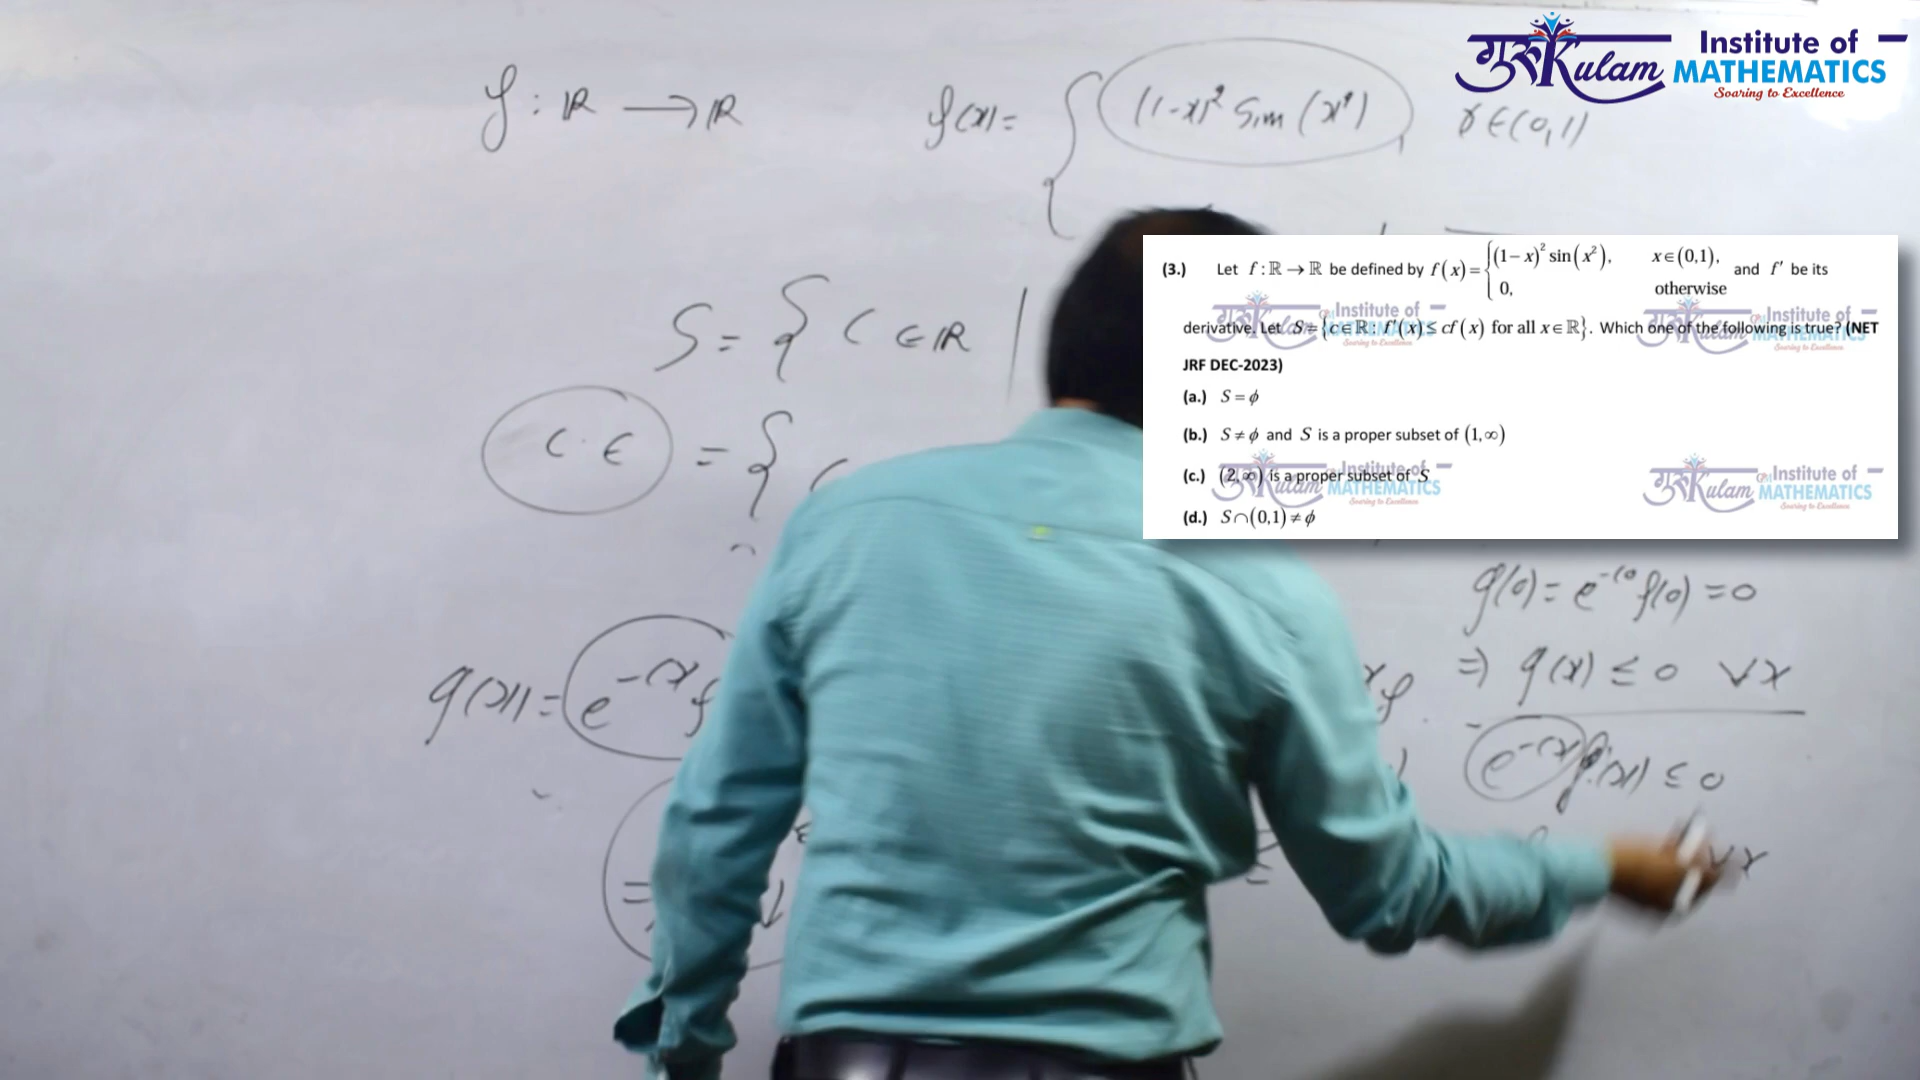 गुरुKulam Institute of MATHEMATICS
Soaring to Excellence
f : ℝ → ℝ f(x) = { (1-x)² Sin (x²), x ∈ (0,1)
S = { c ∈ ℝ |
c ∈ = {
g(x) = e^{-cx} f
g(0) = e^{-c0} f(0) = 0
⇒ g(x) ≤ 0 ∀x
≤ 0
∀x
(3.) Let f : ℝ → ℝ be defined by f(x) = { (1−x)² sin(x²), x ∈ (0,1), and f′ be its
0, otherwise
derivative. Let S = {c ∈ ℝ : f′(x) ≤ cf(x) for all x ∈ ℝ}. Which one of the following is true? (NET
JRF DEC-2023)
(a.) S = ϕ
(b.) S ≠ ϕ and S is a proper subset of (1,∞)
(c.) (2,∞) is a proper subset of S
(d.) S∩(0,1) ≠ ϕ